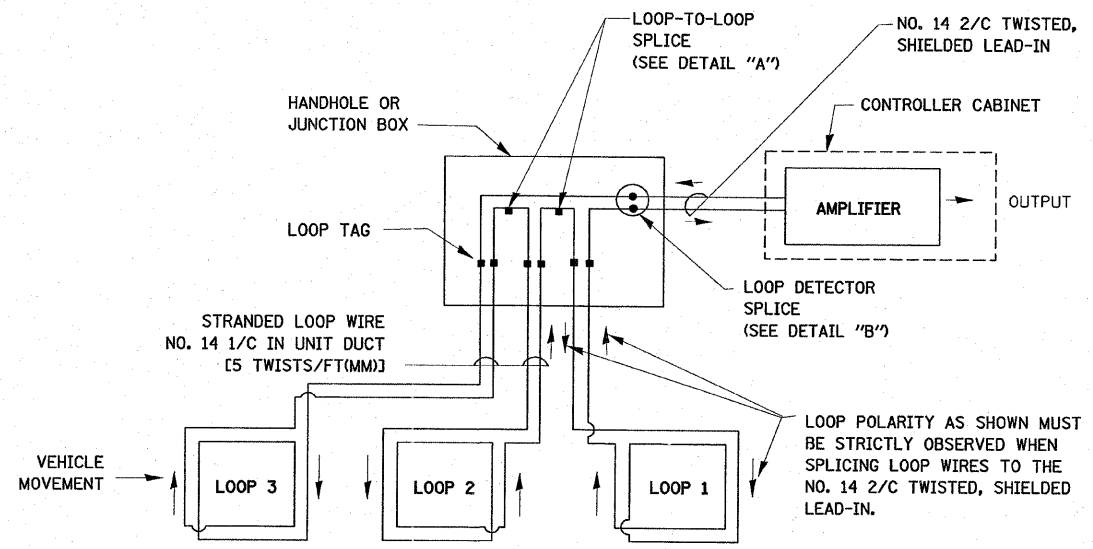 LOOP-TO-LOOP
SPLICE
(SEE DETAIL "A")
NO. 14 2/C TWISTED,
SHIELDED LEAD-IN
HANDHOLE OR
JUNCTION BOX
CONTROLLER CABINET
AMPLIFIER
OUTPUT
LOOP TAG
LOOP DETECTOR
SPLICE
(SEE DETAIL "B")
STRANDED LOOP WIRE
NO. 14 1/C IN UNIT DUCT
[5 TWISTS/FT(MM)]
LOOP POLARITY AS SHOWN MUST
BE STRICTLY OBSERVED WHEN
SPLICING LOOP WIRES TO THE
NO. 14 2/C TWISTED, SHIELDED
LEAD-IN.
VEHICLE
MOVEMENT
LOOP 3
LOOP 2
LOOP 1